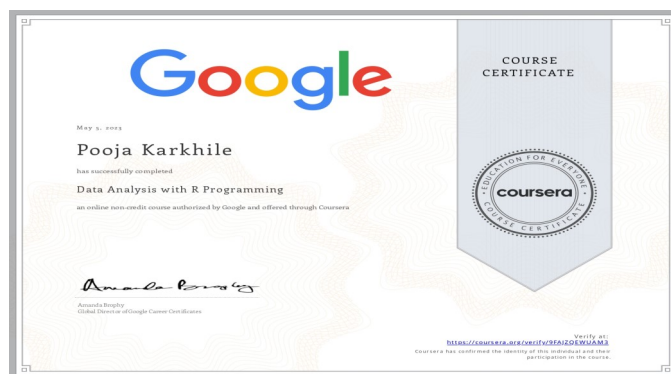 Google
COURSE
CERTIFICATE
May 5, 2023
Pooja Karkhile
has successfully completed
Data Analysis with R Programming
an online non-credit course authorized by Google and offered through Coursera
EDUCATION FOR EVERYONE
coursera
COURSE CERTIFICATE
Amanda Brophy
Amanda Brophy
Global Director of Google Career Certificates
Verify at:
https://coursera.org/verify/9FAJZQEWUAM3
Coursera has confirmed the identity of this individual and their
participation in the course.